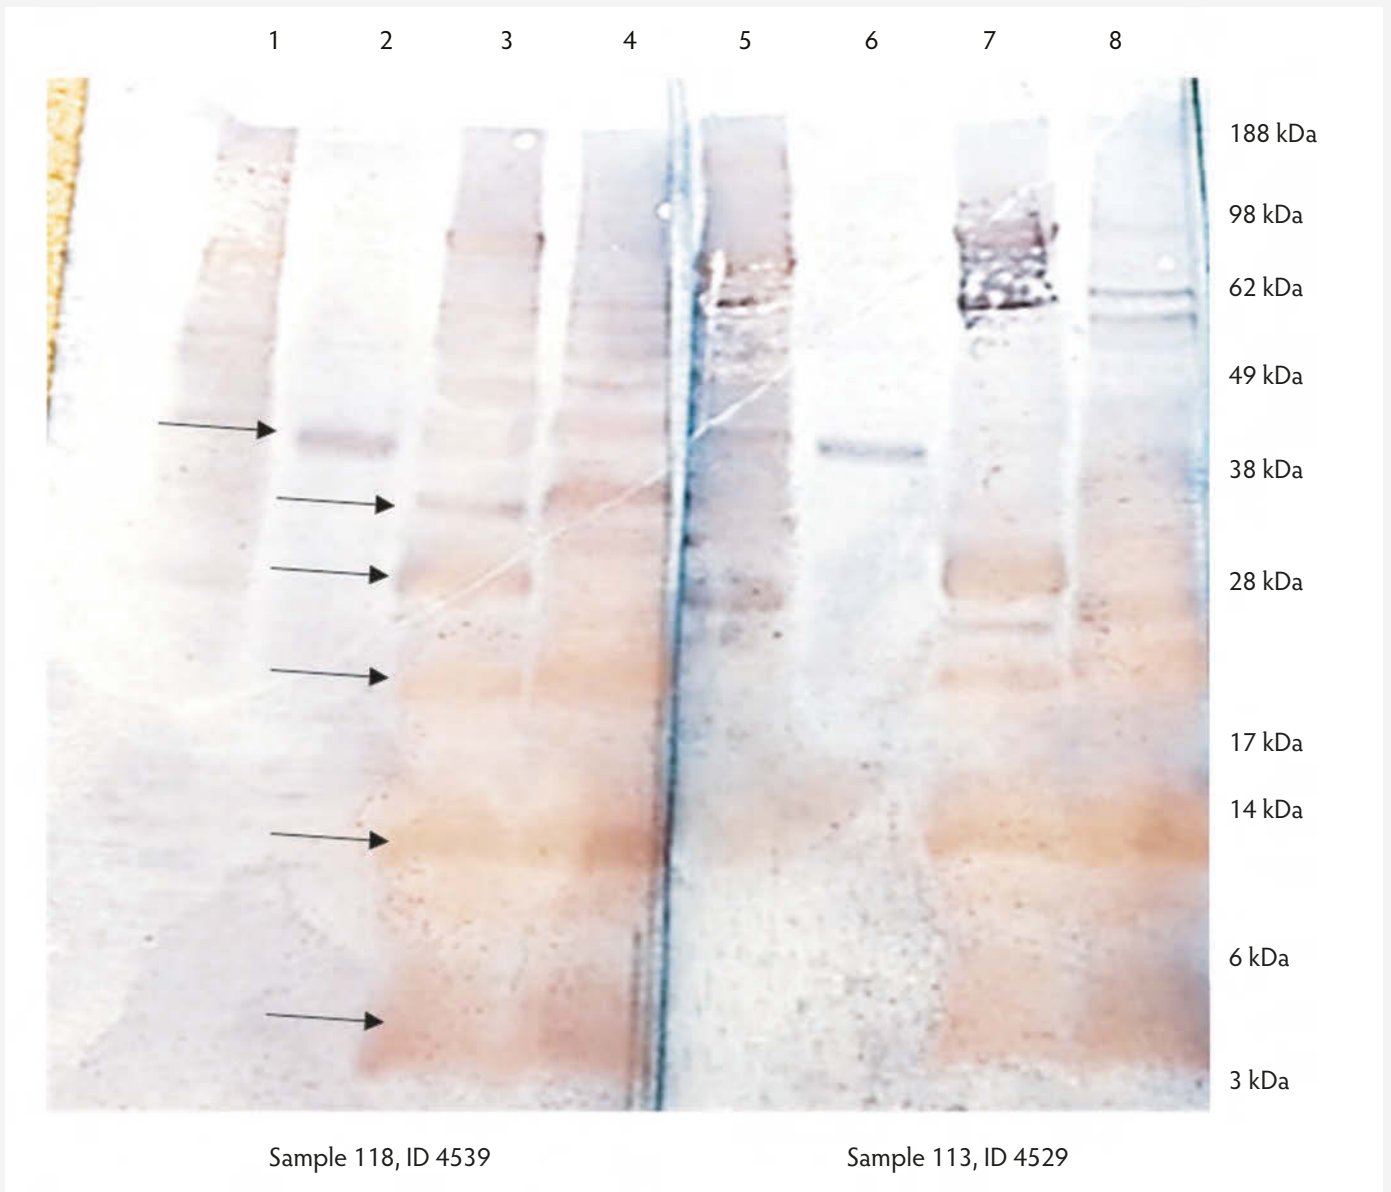 1 2 3 4 5 6 7 8
188 kDa
98 kDa
62 kDa
49 kDa
38 kDa
28 kDa
17 kDa
14 kDa
6 kDa
3 kDa
Sample 118, ID 4539
Sample 113, ID 4529